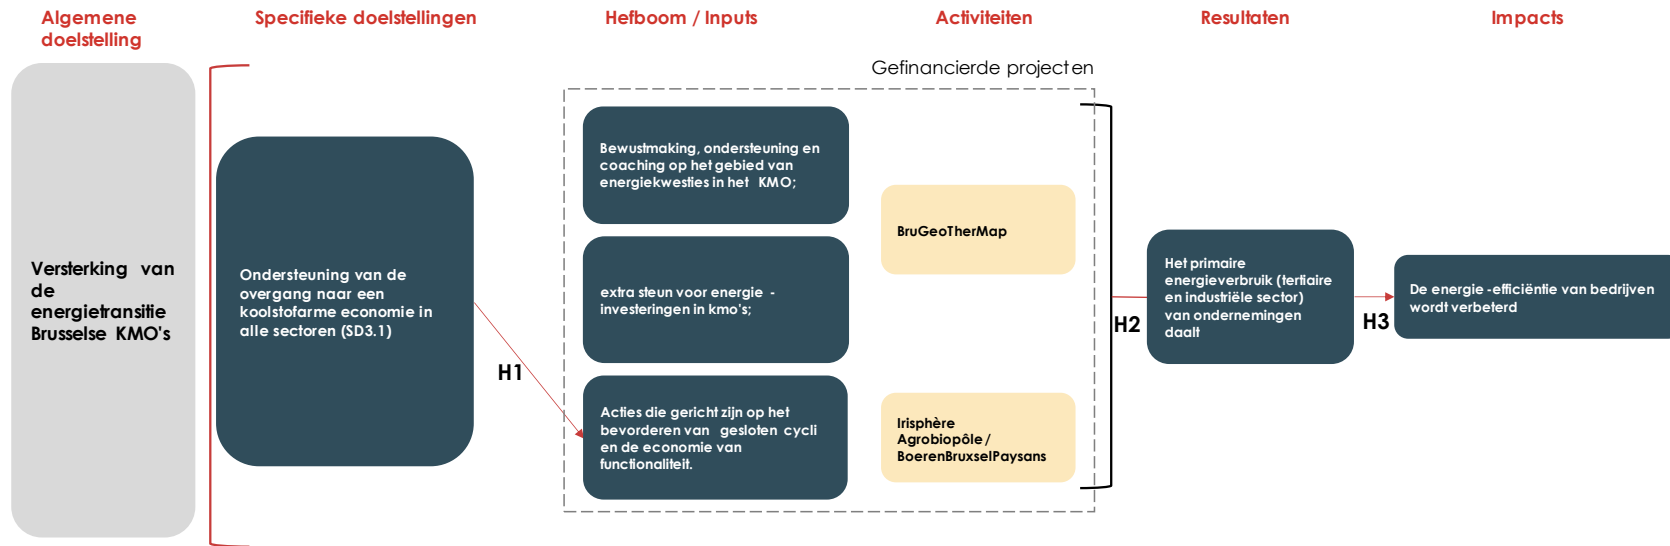 Algemene
doelstelling
Specifieke doelstellingen
Hefboom / Inputs
Activiteiten
Resultaten
Impacts
Gefinancierde projecten
Versterking van
de
energietransitie
Brusselse KMO's
Ondersteuning van de
overgang naar een
koolstofarme economie in
alle sectoren (SD3.1)
H1
Bewustmaking, ondersteuning en
coaching op het gebied van
energiekwesties in het KMO;
extra steun voor energie -
investeringen in kmo's;
Acties die gericht zijn op het
bevorderen van gesloten cycli
en de economie van
functionaliteit.
BruGeoTherMap
Irisphère
Agrobiopôle /
BoerenBruxselPaysans
H2
Het primaire
energieverbruik (tertiaire
en industriële sector)
van ondernemingen
daalt
H3
De energie -efficiëntie van bedrijven
wordt verbeterd